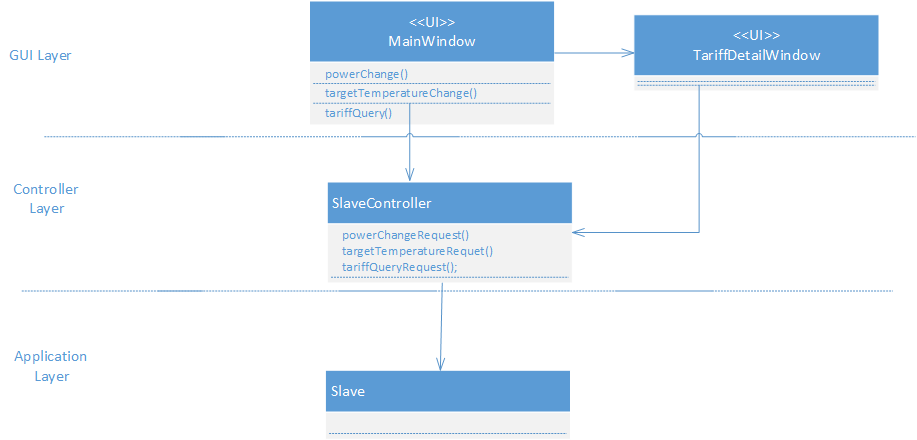 GUI Layer
<<UI>>
MainWindow
powerChange()
targetTemperatureChange()
tariffQuery()
<<UI>>
TariffDetailWindow
Controller
Layer
SlaveController
powerChangeRequest()
targetTemperatureRequet()
tariffQueryRequest();
Application
Layer
Slave